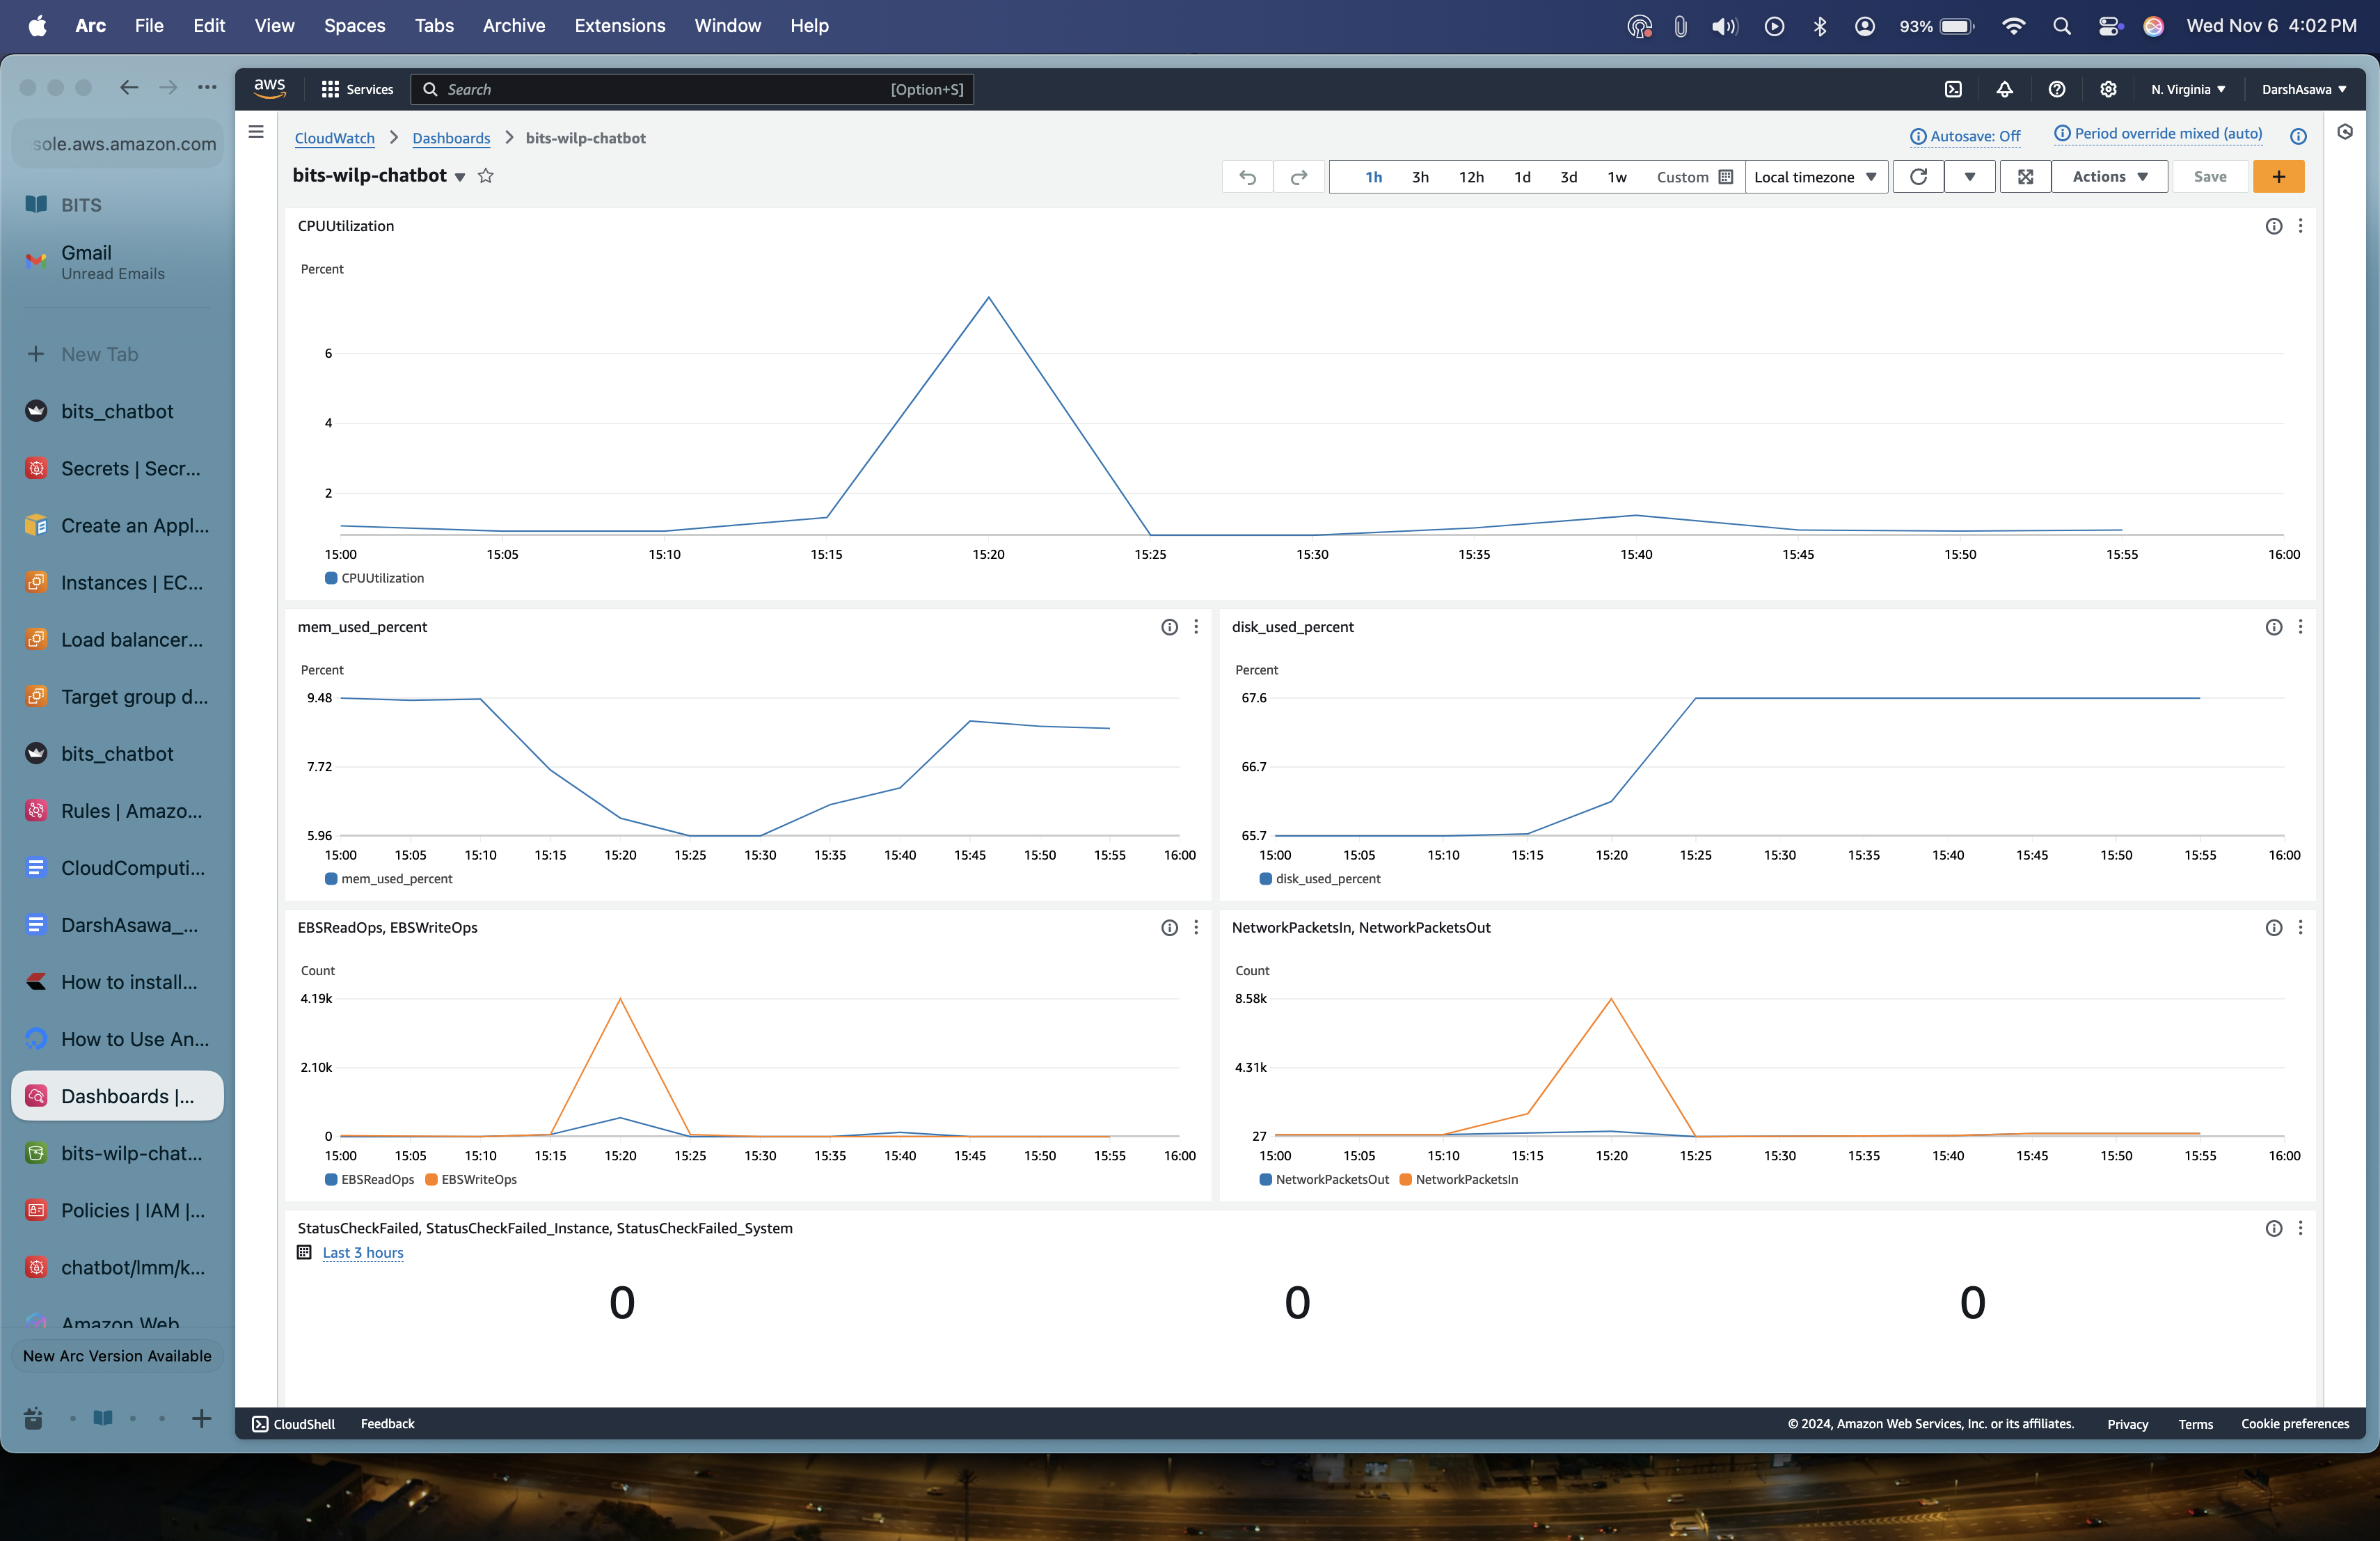 Arc File Edit View Spaces Tabs Archive Extensions Window Help 93% Wed Nov 6 4:02 PM
sole.aws.amazon.com
BITS
Gmail
Unread Emails
New Tab
bits_chatbot
Secrets | Secr...
Create an Appl...
Instances | EC...
Load balancer...
Target group d...
bits_chatbot
Rules | Amazo...
CloudComputi...
DarshAsawa_...
How to install...
How to Use An...
Dashboards |...
bits-wilp-chat...
Policies | IAM |...
chatbot/lmm/k...
Amazon Web
New Arc Version Available
aws Services Search [Option+S] N. Virginia DarshAsawa
CloudWatch > Dashboards > bits-wilp-chatbot Autosave: Off Period override mixed (auto)
bits-wilp-chatbot 1h 3h 12h 1d 3d 1w Custom Local timezone Actions Save +
CPUUtilization
Percent
6
4
2
15:00 15:05 15:10 15:15 15:20 15:25 15:30 15:35 15:40 15:45 15:50 15:55 16:00
CPUUtilization
mem_used_percent
Percent
9.48
7.72
5.96
15:00 15:05 15:10 15:15 15:20 15:25 15:30 15:35 15:40 15:45 15:50 15:55 16:00
mem_used_percent
disk_used_percent
Percent
67.6
66.7
65.7
15:00 15:05 15:10 15:15 15:20 15:25 15:30 15:35 15:40 15:45 15:50 15:55 16:00
disk_used_percent
EBSReadOps, EBSWriteOps
Count
4.19k
2.10k
0
15:00 15:05 15:10 15:15 15:20 15:25 15:30 15:35 15:40 15:45 15:50 15:55 16:00
EBSReadOps EBSWriteOps
NetworkPacketsIn, NetworkPacketsOut
Count
8.58k
4.31k
27
15:00 15:05 15:10 15:15 15:20 15:25 15:30 15:35 15:40 15:45 15:50 15:55 16:00
NetworkPacketsOut NetworkPacketsIn
StatusCheckFailed, StatusCheckFailed_Instance, StatusCheckFailed_System
Last 3 hours
0 0 0
CloudShell Feedback © 2024, Amazon Web Services, Inc. or its affiliates. Privacy Terms Cookie preferences